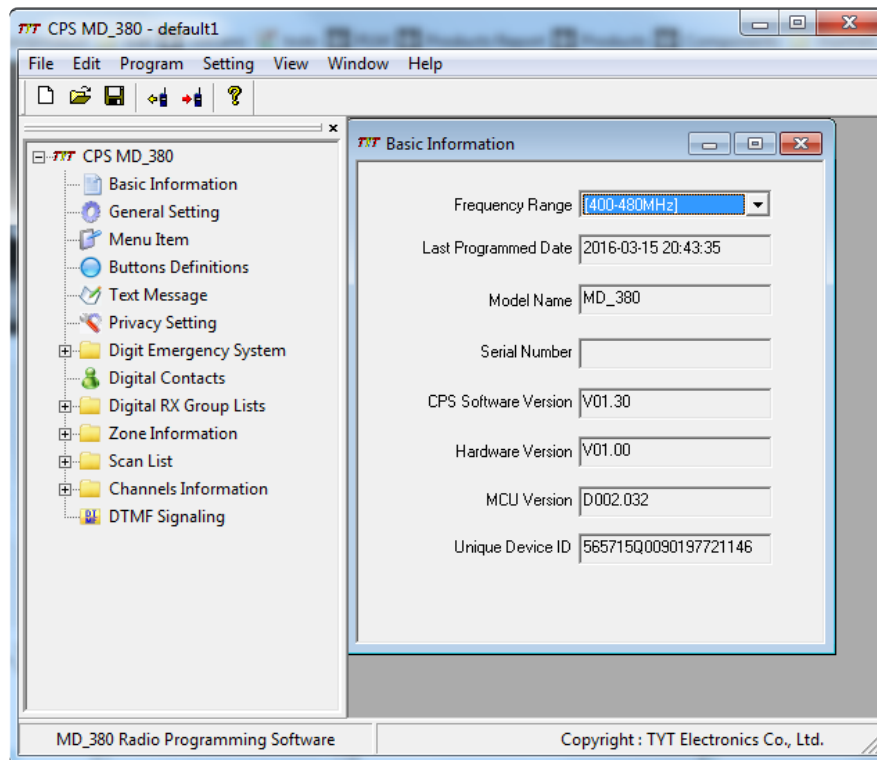 TYT CPS MD_380 - default1
File Edit Program Setting View Window Help
TYT CPS MD_380
Basic Information
General Setting
Menu Item
Buttons Definitions
Text Message
Privacy Setting
Digit Emergency System
Digital Contacts
Digital RX Group Lists
Zone Information
Scan List
Channels Information
DTMF Signaling
TYT Basic Information
Frequency Range [400-480MHz]
Last Programmed Date 2016-03-15 20:43:35
Model Name MD_380
Serial Number
CPS Software Version V01.30
Hardware Version V01.00
MCU Version D002.032
Unique Device ID 565715Q0090197721146
MD_380 Radio Programming Software
Copyright : TYT Electronics Co., Ltd.